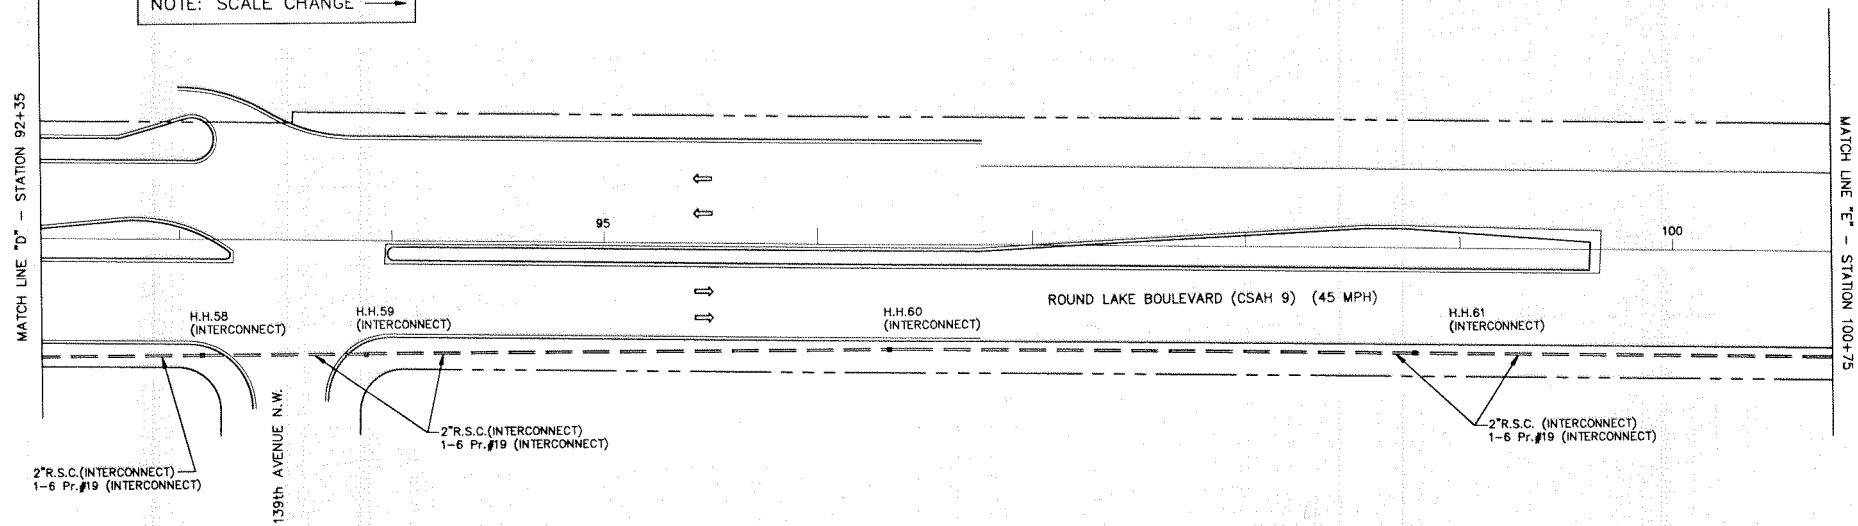 NOTE: SCALE CHANGE
MATCH LINE "D" - STATION 92+35
MATCH LINE "E" - STATION 100+75
95
100
ROUND LAKE BOULEVARD (CSAH 9) (45 MPH)
H.H.58
(INTERCONNECT)
H.H.59
(INTERCONNECT)
H.H.60
(INTERCONNECT)
H.H.61
(INTERCONNECT)
139th AVENUE N.W.
2"R.S.C.(INTERCONNECT)
1-6 Pr.#19 (INTERCONNECT)
2"R.S.C.(INTERCONNECT)
1-6 Pr.#19 (INTERCONNECT)
2"R.S.C. (INTERCONNECT)
1-6 Pr.#19 (INTERCONNECT)